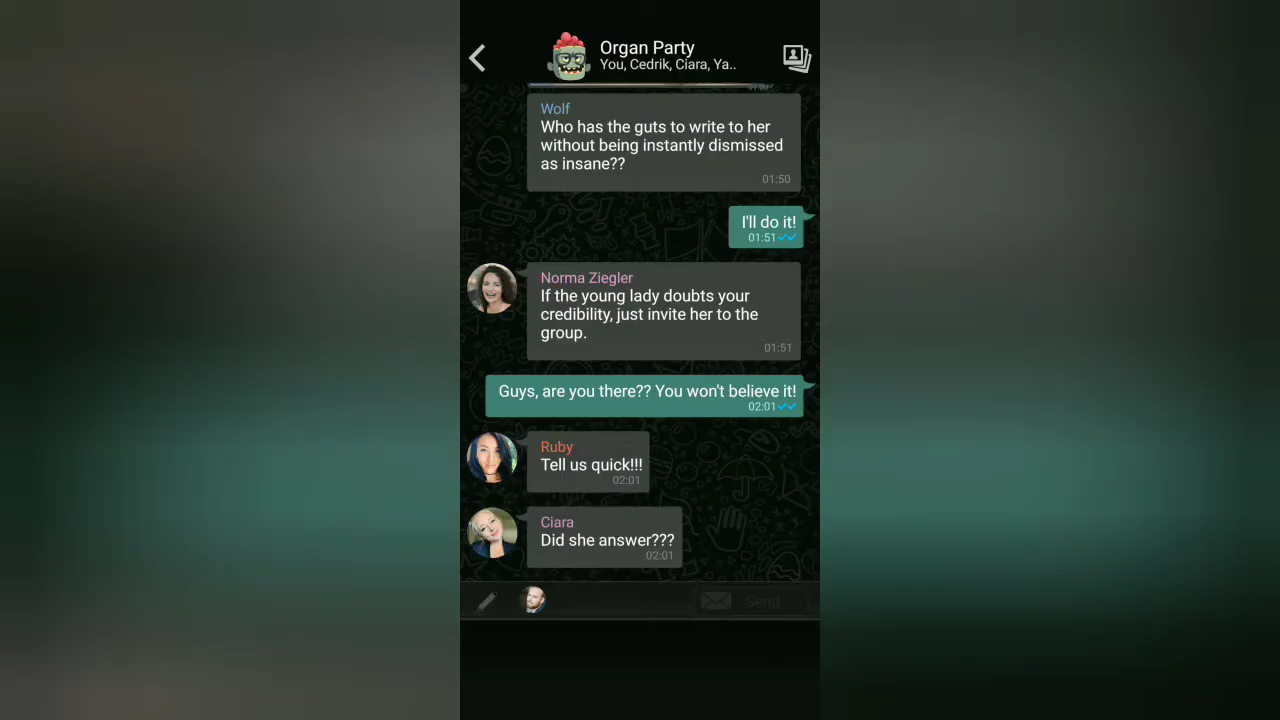 Organ Party
You, Cedrik, Ciara, Ya..
01:50
Wolf
Who has the guts to write to her
without being instantly dismissed
as insane??
01:50
I'll do it!
01:51
Norma Ziegler
If the young lady doubts your
credibility, just invite her to the
group.
01:51
Guys, are you there?? You won't believe it!
02:01
Ruby
Tell us quick!!!
02:01
Ciara
Did she answer???
02:01
Send